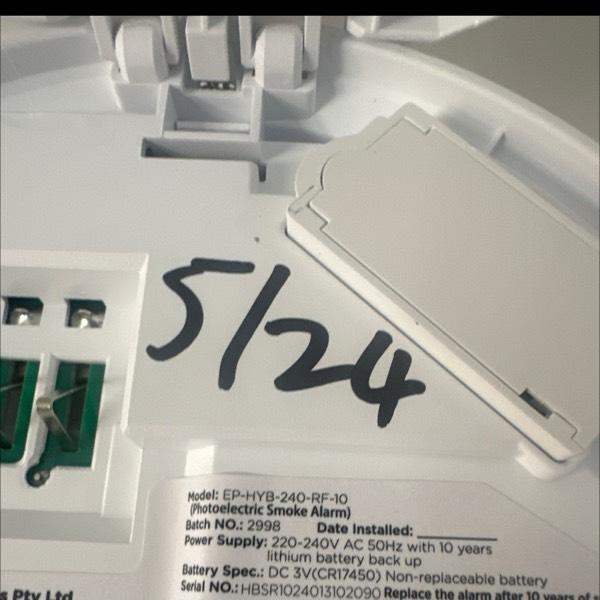 5/24
Model: EP-HYB-240-RF-10
(Photoelectric Smoke Alarm)
Batch NO.: 2998 Date Installed:
Power Supply: 220-240V AC 50Hz with 10 years
lithium battery back up
Battery Spec.: DC 3V(CR17450) Non-replaceable battery
Serial NO.: HBSR1024013102090 Replace the alarm after 10 years of
s Pty Ltd